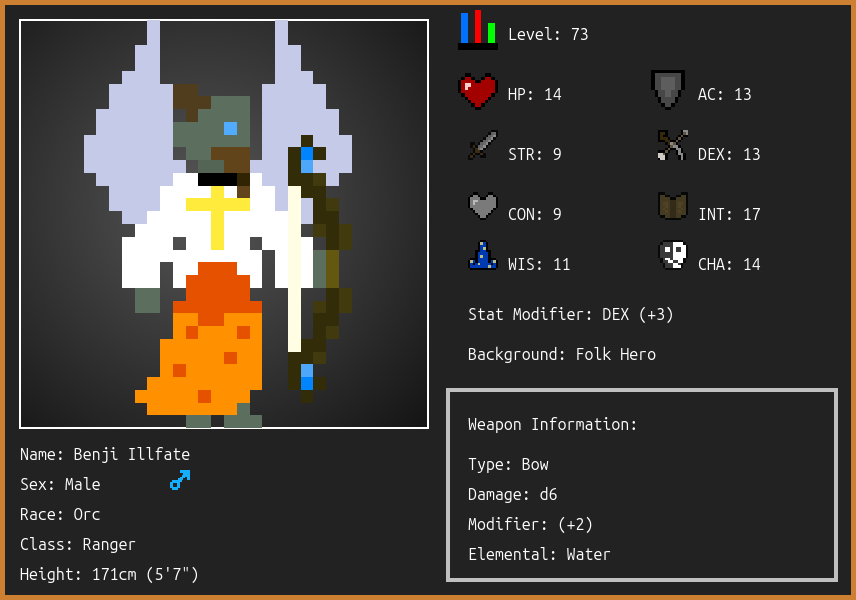 Level: 73
HP: 14
AC: 13
STR: 9
DEX: 13
CON: 9
INT: 17
WIS: 11
CHA: 14
Stat Modifier: DEX (+3)
Background: Folk Hero
Weapon Information:
Type: Bow
Damage: d6
Modifier: (+2)
Elemental: Water
Name: Benji Illfate
Sex: Male
Race: Orc
Class: Ranger
Height: 171cm (5'7")